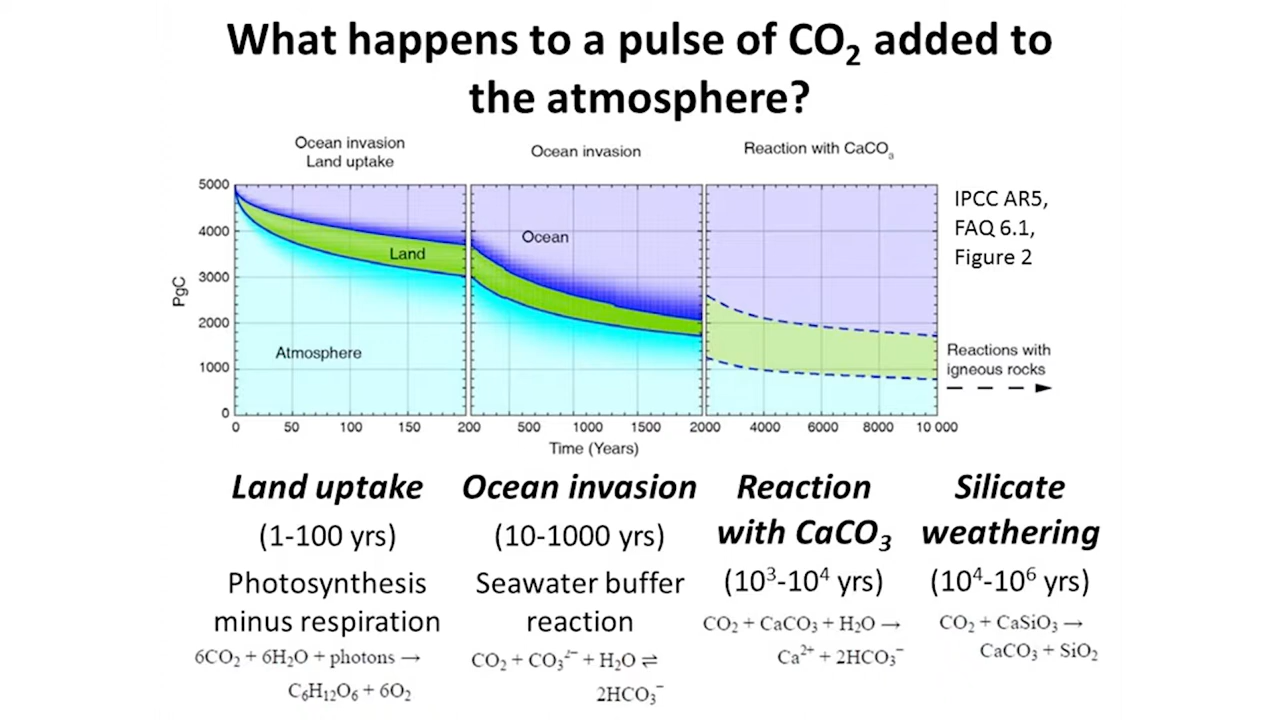 What happens to a pulse of CO₂ added to
the atmosphere?
Ocean invasion
Land uptake
Ocean invasion
Reaction with CaCO₃
5000
4000
3000
2000
1000
0
PgC
Land
Ocean
Atmosphere
0 50 100 150 200 500 1000 1500 2000 4000 6000 8000 10 000
Time (Years)
IPCC AR5,
FAQ 6.1,
Figure 2
Reactions with
igneous rocks
Land uptake
(1-100 yrs)
Photosynthesis
minus respiration
6CO₂ + 6H₂O + photons →
C₆H₁₂O₆ + 6O₂
Ocean invasion
(10-1000 yrs)
Seawater buffer
reaction
CO₂ + CO₃²⁻ + H₂O ⇌
2HCO₃⁻
Reaction
with CaCO₃
(10³-10⁴ yrs)
CO₂ + CaCO₃ + H₂O →
Ca²⁺ + 2HCO₃⁻
Silicate
weathering
(10⁴-10⁶ yrs)
CO₂ + CaSiO₃ →
CaCO₃ + SiO₂